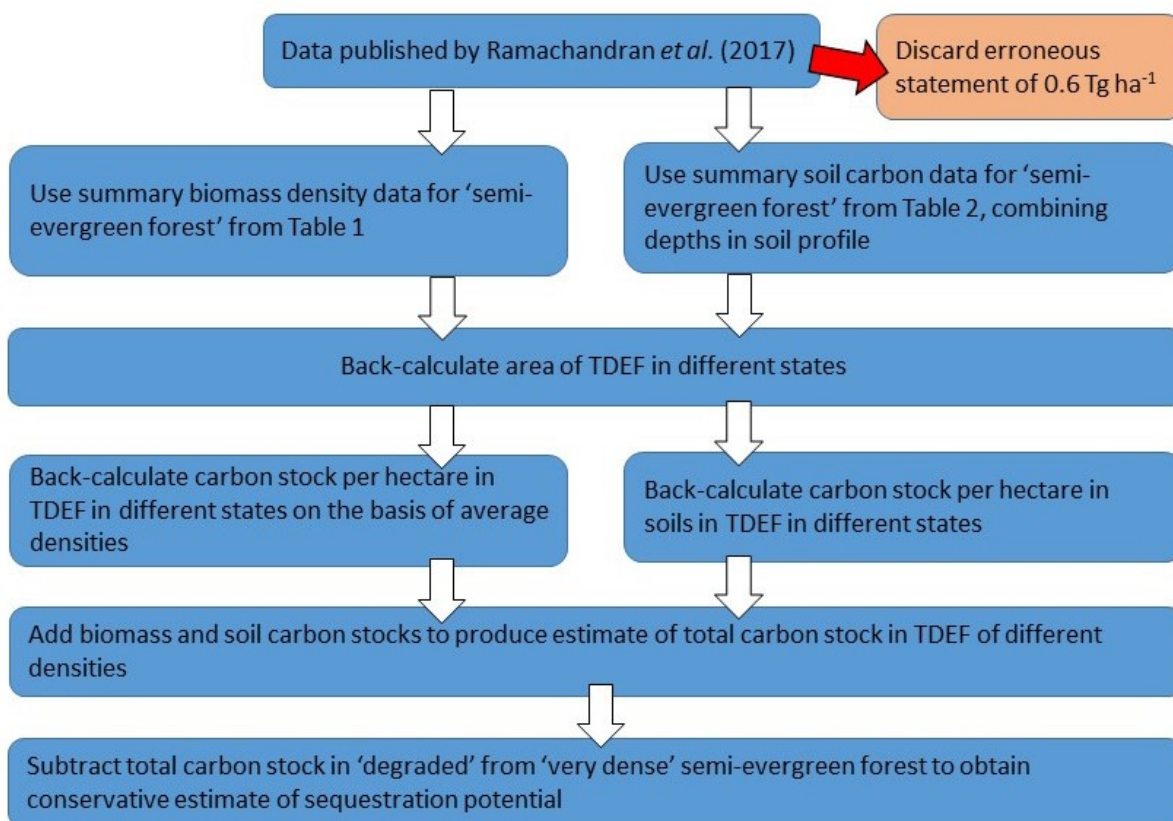 Data published by Ramachandran et al. (2017)
Discard erroneous
statement of 0.6 Tg ha⁻¹
Use summary biomass density data for ‘semi-
evergreen forest’ from Table 1
Use summary soil carbon data for ‘semi-
evergreen forest’ from Table 2, combining
depths in soil profile
Back-calculate area of TDEF in different states
Back-calculate carbon stock per hectare in
TDEF in different states on the basis of average
densities
Back-calculate carbon stock per hectare in
soils in TDEF in different states
Add biomass and soil carbon stocks to produce estimate of total carbon stock in TDEF of different
densities
Subtract total carbon stock in ‘degraded’ from ‘very dense’ semi-evergreen forest to obtain
conservative estimate of sequestration potential